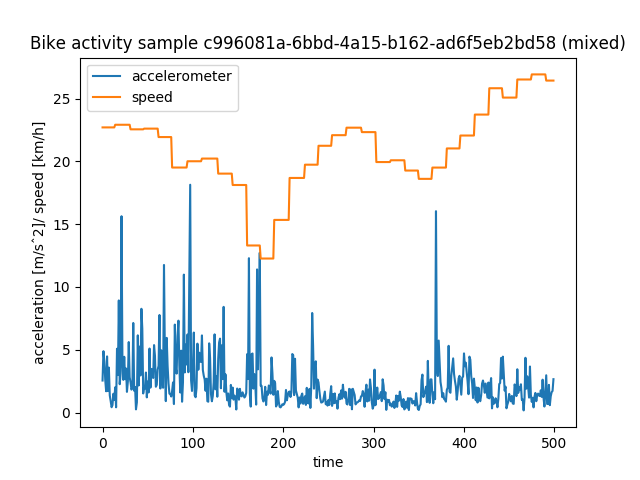 Bike activity sample c996081a-6bbd-4a15-b162-ad6f5eb2bd58 (mixed)
accelerometer
speed
acceleration [m/s^2]/ speed [km/h]
25
20
15
10
5
0
0 100 200 300 400 500
time